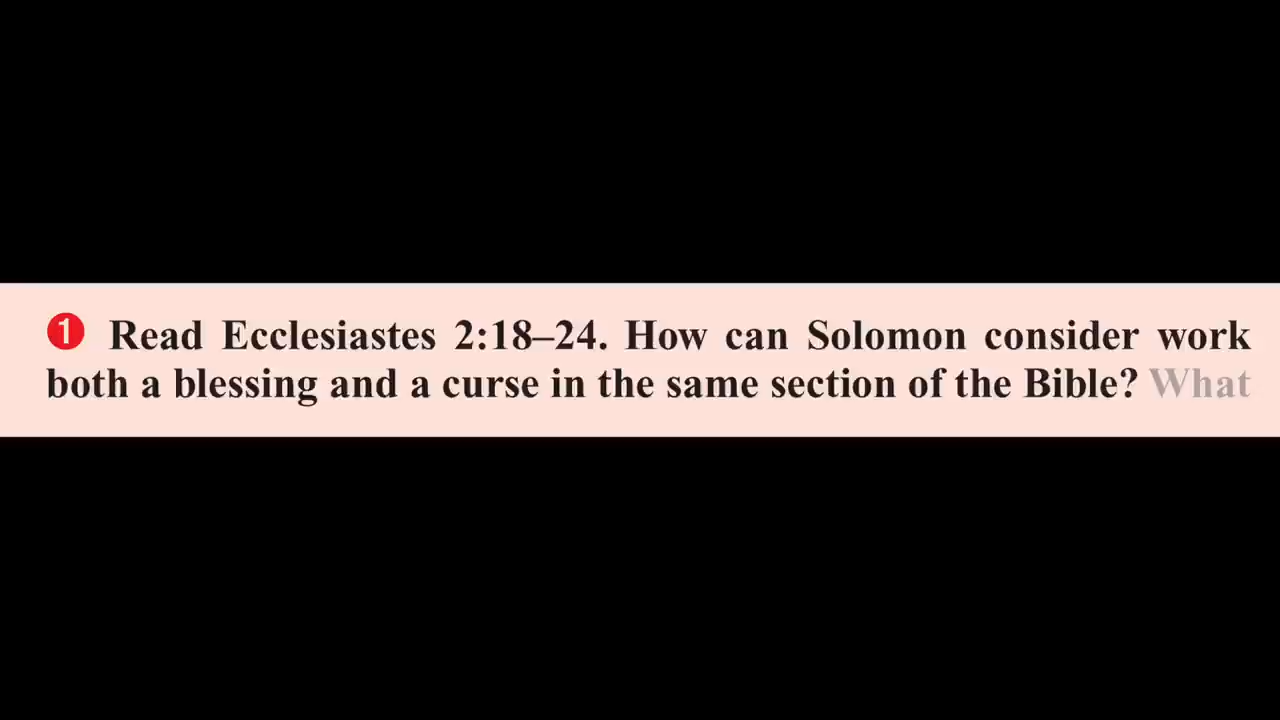 1 Read Ecclesiastes 2:18–24. How can Solomon consider work
both a blessing and a curse in the same section of the Bible? What